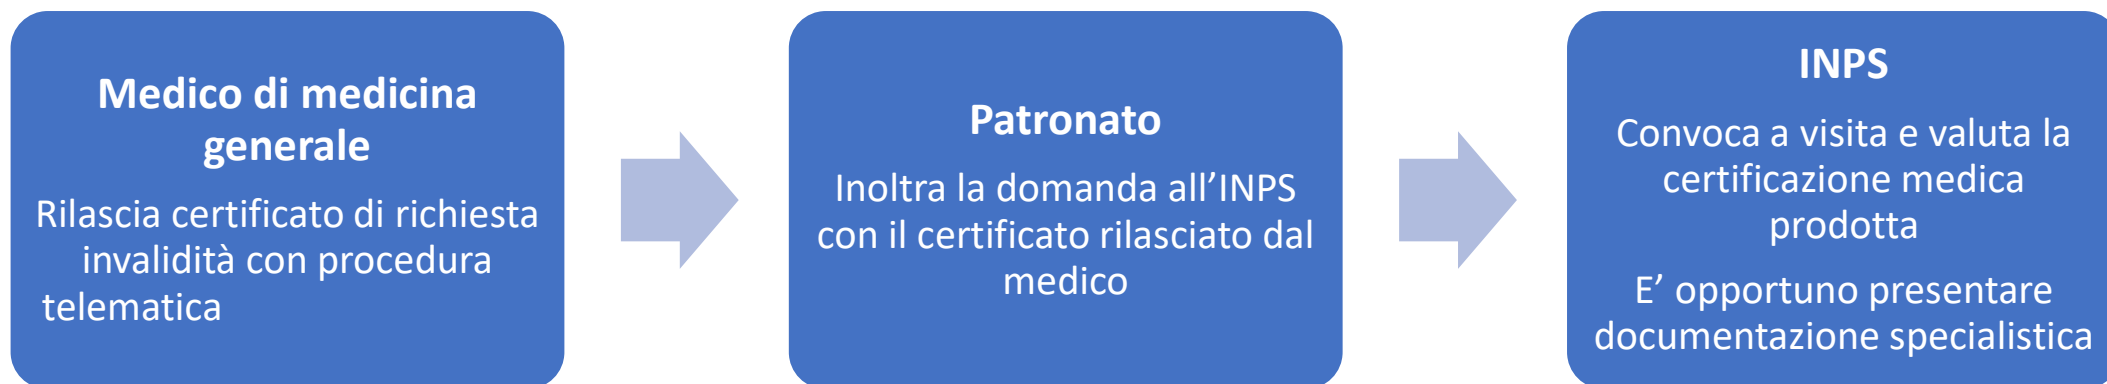 Medico di medicina
generale
Rilascia certificato di richiesta
invalidità con procedura
telematica
Patronato
Inoltra la domanda all’INPS
con il certificato rilasciato dal
medico
INPS
Convoca a visita e valuta la
certificazione medica
prodotta
E’ opportuno presentare
documentazione specialistica